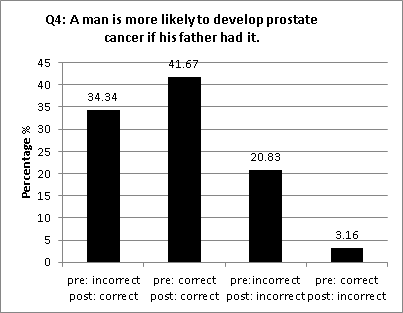 Q4: A man is more likely to develop prostate
cancer if his father had it.
Percentage %
45
40
35
30
25
20
15
10
5
0
34.34
41.67
20.83
3.16
pre: incorrect
post: correct
pre: correct
post: correct
pre:incorrect
post: incorrect
pre: correct
post: incorrect